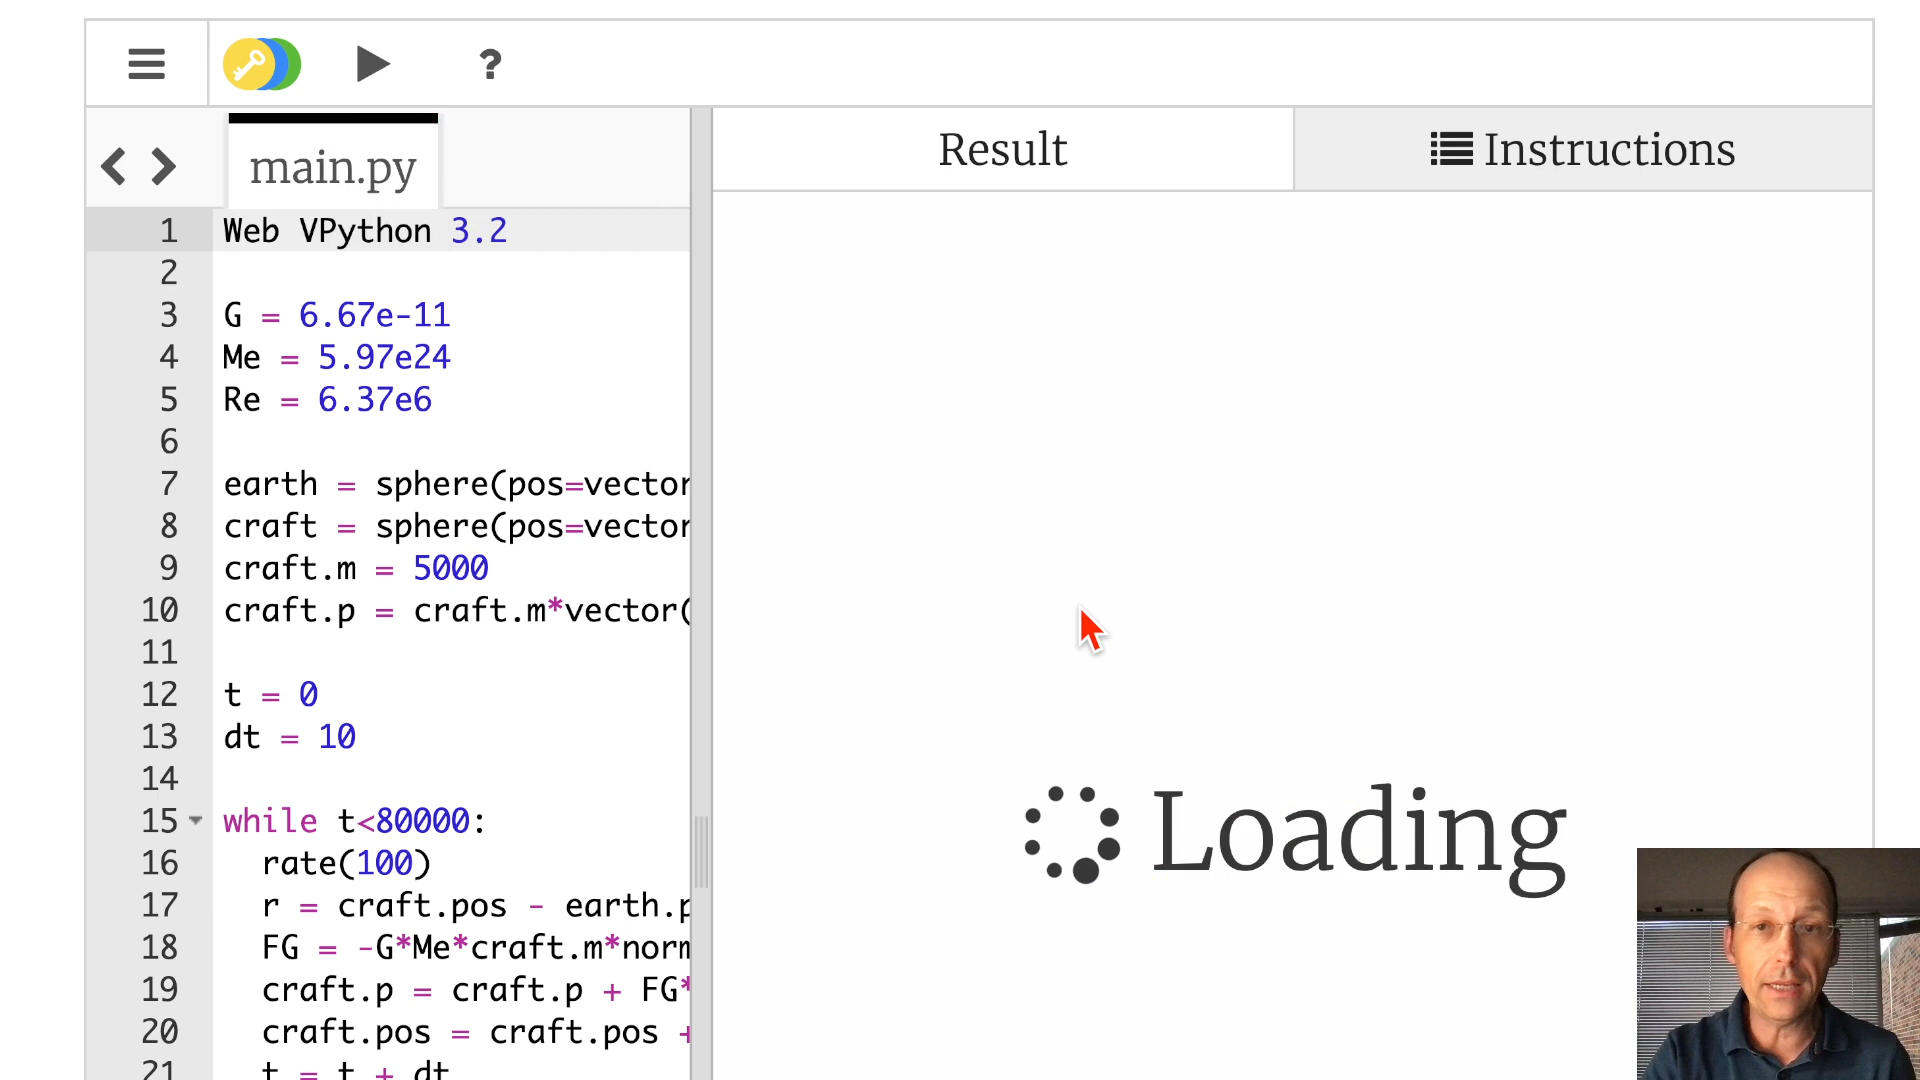 ?
main.py
Result
Instructions
1 Web VPython 3.2
2
3 G = 6.67e-11
4 Me = 5.97e24
5 Re = 6.37e6
6
7 earth = sphere(pos=vector
8 craft = sphere(pos=vector
9 craft.m = 5000
10 craft.p = craft.m*vector(
11
12 t = 0
13 dt = 10
14
15 while t<80000:
16 rate(100)
17 r = craft.pos - earth.p
18 FG = -G*Me*craft.m*norm
19 craft.p = craft.p + FG*
20 craft.pos = craft.pos +
21 t = t + dt
Loading